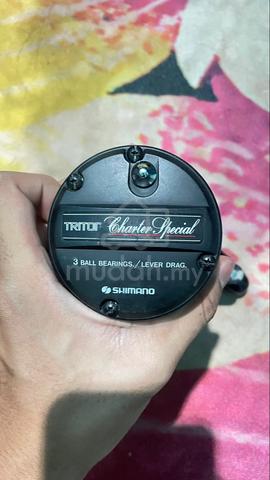 TRITON Charter Special
3 BALL BEARINGS./LEVER DRAG.
mudah.my
SHIMANO